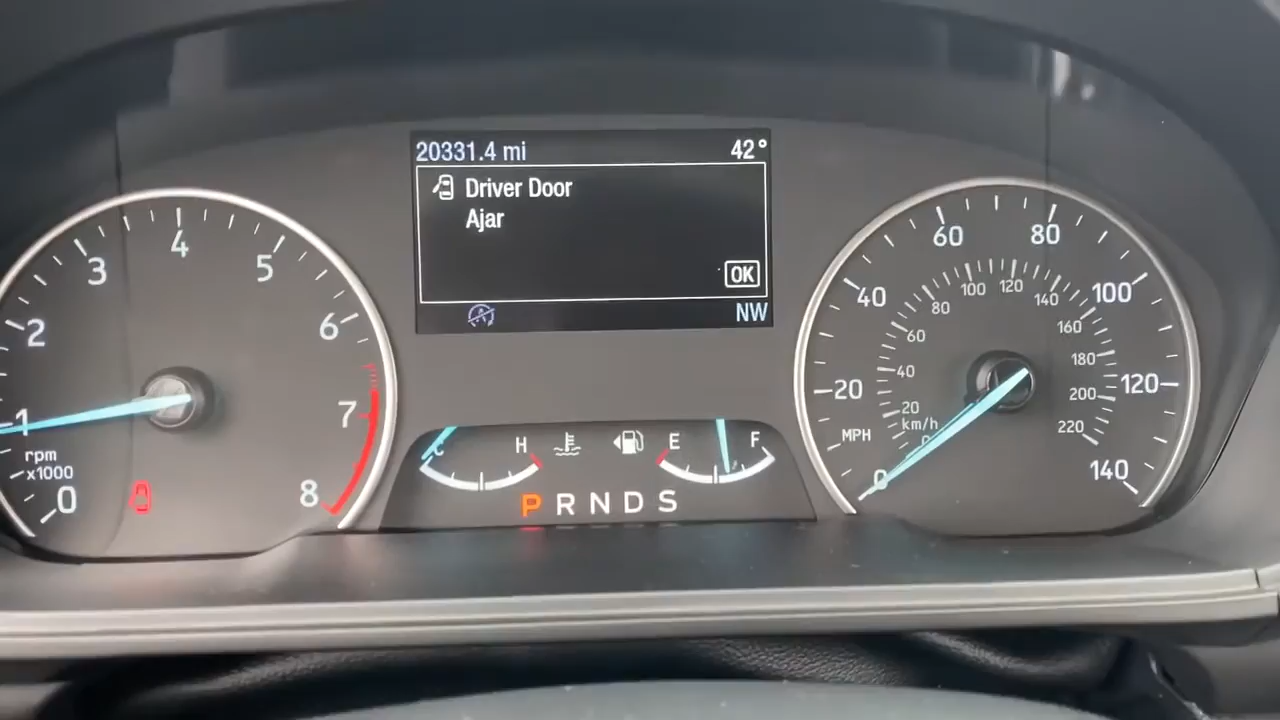 20331.4 mi 42°
Driver Door
Ajar
OK
NW
0 1 2 3 4 5 6 7 8
rpm
x1000
C H E F
P R N D S
0 20 40 60 80 100 120 140
MPH
20 40 60 80 100 120 140 160 180 200 220
km/h
0